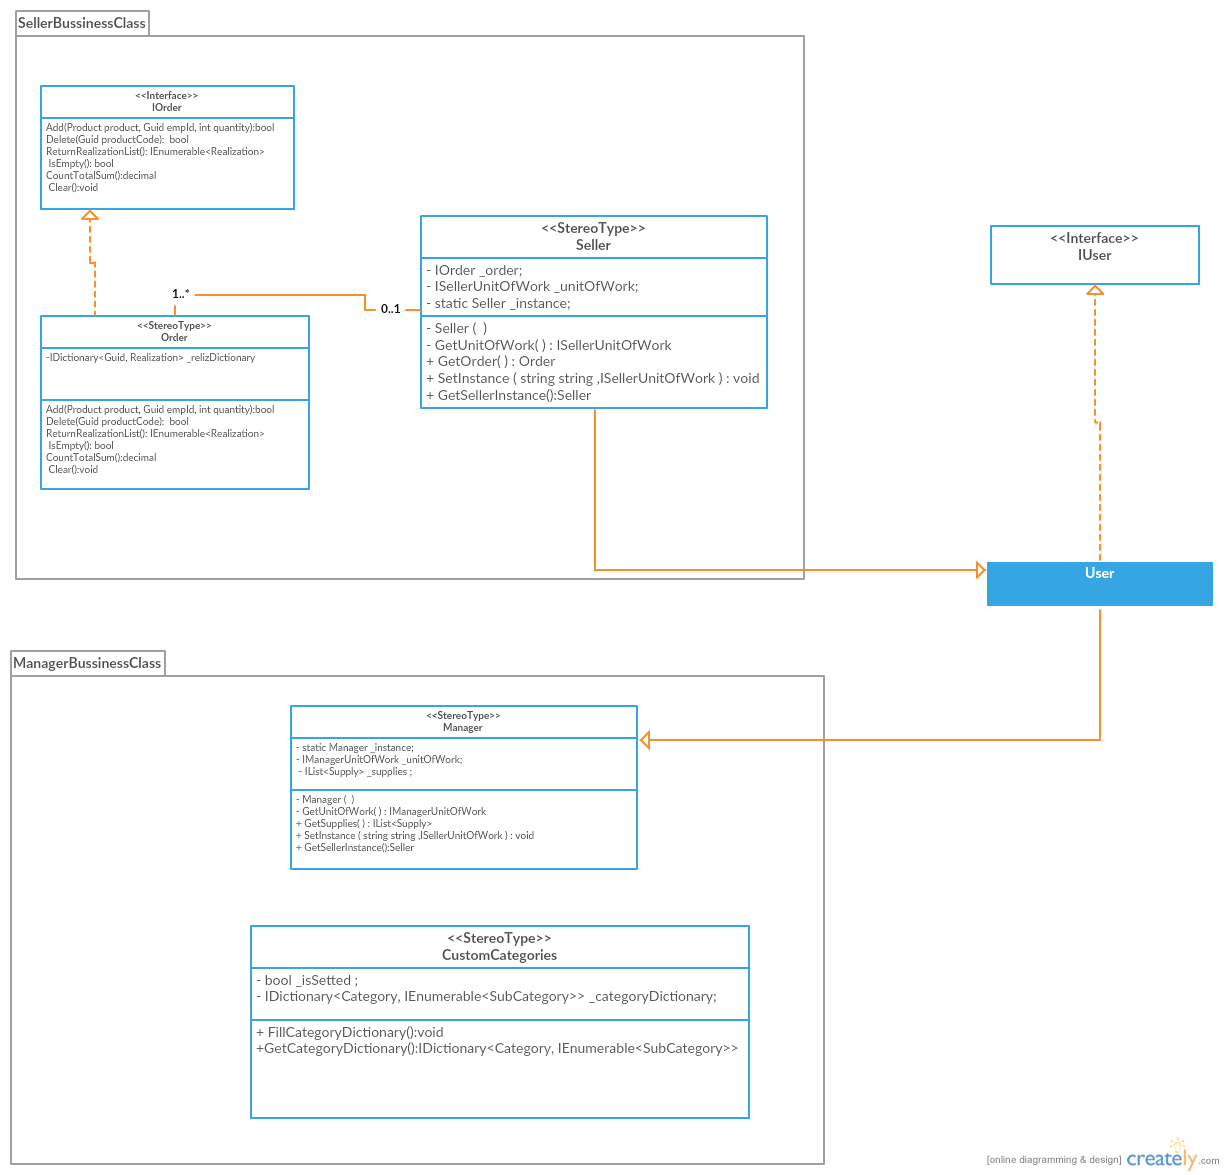 SellerBussinessClass
<<Interface>>
IOrder
Add(Product product, Guid empId, int quantity):bool
Delete(Guid productCode):  bool
ReturnRealizationList(): IEnumerable<Realization>
IsEmpty(): bool
CountTotalSum():decimal
Clear():void
<<StereoType>>
Seller
- IOrder _order;
- ISellerUnitOfWork _unitOfWork;
- static Seller _instance;
- Seller (  )
- GetUnitOfWork( ) : ISellerUnitOfWork
+ GetOrder( ) : Order
+ SetInstance ( string string ,ISellerUnitOfWork ) : void
+ GetSellerInstance():Seller
<<Interface>>
IUser
1..*
0..1
<<StereoType>>
Order
-IDictionary<Guid, Realization> _relizDictionary
Add(Product product, Guid empId, int quantity):bool
Delete(Guid productCode):  bool
ReturnRealizationList(): IEnumerable<Realization>
IsEmpty(): bool
CountTotalSum():decimal
Clear():void
User
ManagerBussinessClass
<<StereoType>>
Manager
- static Manager _instance;
- IManagerUnitOfWork _unitOfWork;
- IList<Supply> _supplies ;
- Manager (  )
- GetUnitOfWork( ) : IManagerUnitOfWork
+ GetSupplies( ) : IList<Supply>
+ SetInstance ( string string ,ISellerUnitOfWork ) : void
+ GetSellerInstance():Seller
<<StereoType>>
CustomCategories
- bool _isSetted ;
- IDictionary<Category, IEnumerable<SubCategory>> _categoryDictionary;
+ FillCategoryDictionary():void
+GetCategoryDictionary():IDictionary<Category, IEnumerable<SubCategory>>
[online diagramming & design] creately.com